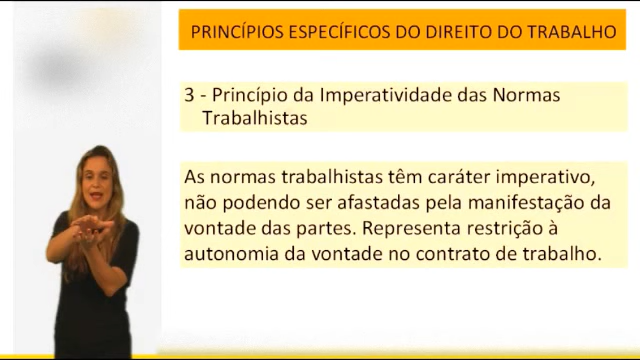 PRINCÍPIOS ESPECÍFICOS DO DIREITO DO TRABALHO
3 - Princípio da Imperatividade das Normas
Trabalhistas
As normas trabalhistas têm caráter imperativo,
não podendo ser afastadas pela manifestação da
vontade das partes. Representa restrição à
autonomia da vontade no contrato de trabalho.